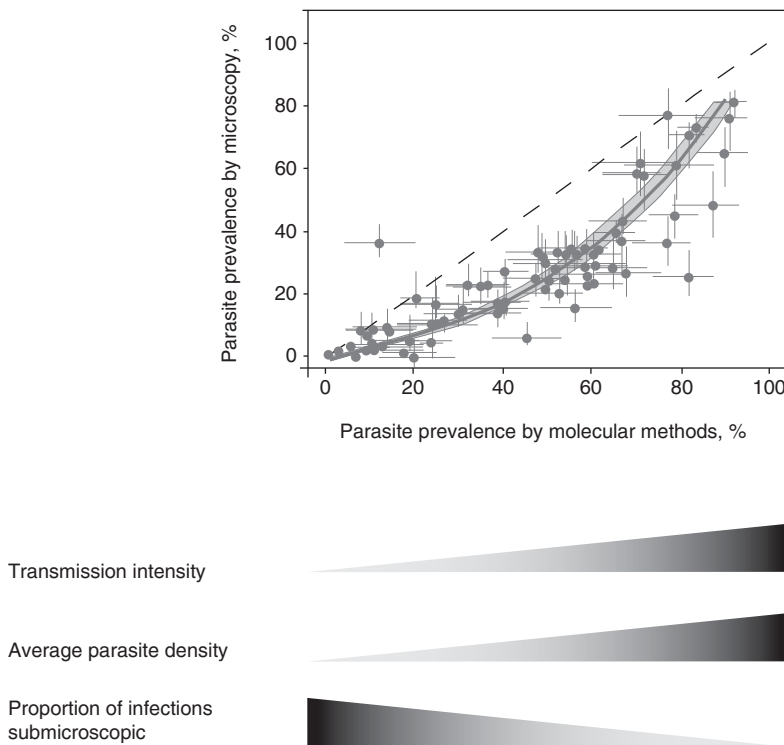 Parasite prevalence by microscopy, %
100
80
60
40
20
0
0 20 40 60 80 100
Parasite prevalence by molecular methods, %
Transmission intensity
Average parasite density
Proportion of infections
submicroscopic